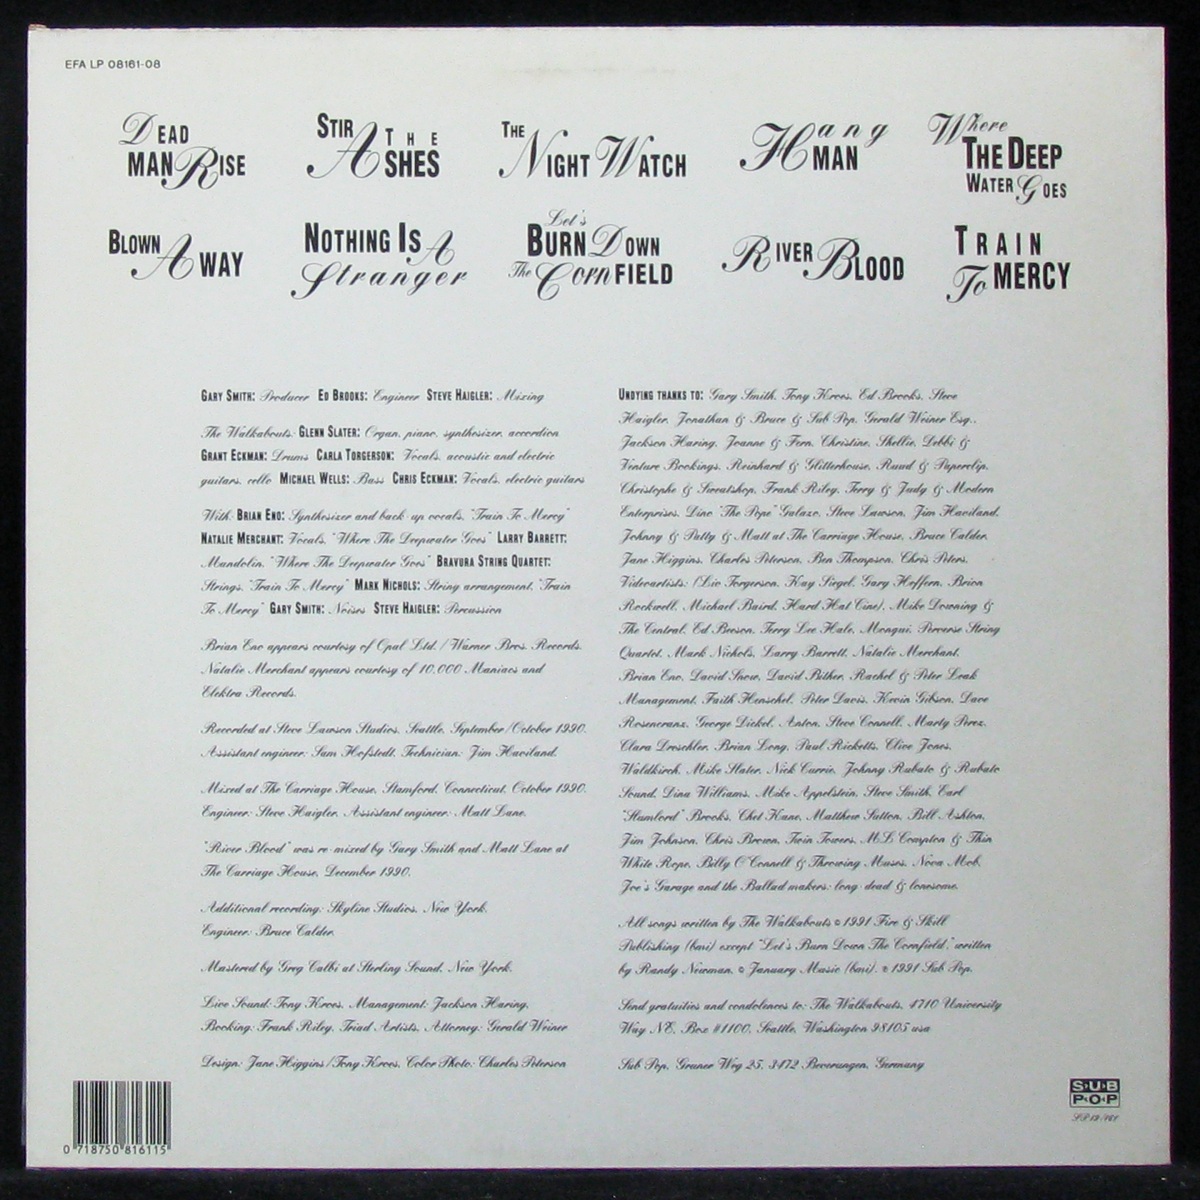 EFA LP 08161-08
DEAD MAN RISE
STIR THE ASHES
THE NIGHT WATCH
Hang MAN
Where THE DEEP WATER GOES
BLOWN AWAY
NOTHING IS A Stranger
Let's BURN DOWN The CornFIELD
RIVER BLOOD
TRAIN To MERCY
GARY SMITH: Producer ED BROOKS: Engineer STEVE HAIGLER: Mixing
The Walkabouts: GLENN SLATER: Organ, piano, synthesizer, accordion
GRANT ECKMAN: Drums CARLA TORGERSON: Vocals, acoustic and electric
guitars, cello MICHAEL WELLS: Bass CHRIS ECKMAN: Vocals, electric guitars
With: BRIAN ENO: Synthesizer and back-up vocals, "Train To Mercy"
NATALIE MERCHANT: Vocals, "Where The Deepwater Goes" LARRY BARRETT:
Mandolin, "Where The Deepwater Goes" BRAVURA STRING QUARTET:
Strings, "Train To Mercy" MARK NICHOLS: String arrangement, "Train
To Mercy" GARY SMITH: Noises STEVE HAIGLER: Percussion
Brian Eno appears courtesy of Opal Ltd. / Warner Bros. Records.
Natalie Merchant appears courtesy of 10,000 Maniacs and
Elektra Records.
Recorded at Steve Lawson Studios, Seattle, September/October 1990.
Assistant engineer: Sam Hofstedt, Technician: Jim Haviland.
Mixed at The Carriage House, Stamford, Connecticut, October 1990.
Engineer: Steve Haigler, Assistant engineer: Matt Lane.
"River Blood" was re-mixed by Gary Smith and Matt Lane at
The Carriage House, December 1990.
Additional recording: Skyline Studios, New York.
Engineer: Bruce Calder.
Mastered by Greg Calbi at Sterling Sound, New York.
Live Sound: Tony Kroes, Management: Jackson Haring,
Booking: Frank Riley, Triad Artists, Attorney: Gerald Weiner
Design: Jane Higgins/Tony Kroes, Color Photo: Charles Peterson
UNDYING THANKS TO: Gary Smith, Tony Kroes, Ed Brooks, Steve
Haigler, Jonathan & Bruce & Sub Pop, Gerald Weiner Esq.,
Jackson Haring, Joanne & Fern, Christine, Shellie, Debbi &
Venture Bookings, Reinhard & Glitterhouse, Ruud & Paperclip,
Christophe & Sweatshop, Frank Riley, Terry & Judy & Modern
Enterprises, Dino "The Pope" Galazo, Steve Lawson, Jim Haviland,
Johnny & Patty & Matt at The Carriage House, Bruce Calder,
Jane Higgins, Charles Peterson, Ben Thompson, Chris Peters,
Videoartists: (Liv Torgerson, Kay Siegel, Gary Heffern, Brian
Rockwell, Michael Baird, Hard Hat Cine), Mike Downing &
The Central, Ed Beeson, Terry Lee Hale, Mongui, Perverse String
Quartet, Mark Nichols, Larry Barrett, Natalie Merchant,
Brian Eno, David Snow, David Bither, Rachel & Peter Leak
Management, Faith Henschel, Peter Davis, Kevin Gibson, Dave
Rosencranz, George Dickel, Anton, Steve Connell, Marty Perez,
Clara Dreschler, Brian Long, Paul Ricketts, Clive Jones,
Waldkirch, Mike Slater, Nick Currie, Johnny Rubato & Rubato
Sound, Dina Williams, Mike Appelstein, Steve Smith, Earl
"Slamlord" Brooks, Chet Kane, Matthew Sutton, Bill Ashton,
Jim Johnson, Chris Brown, Twin Towers, M.L. Compton & Thin
White Rope, Billy O'Connell & Throwing Muses, Nova Mob,
Joe's Garage and the Ballad makers: long-dead & lonesome.
All songs written by The Walkabouts © 1991 Fire & Skill
Publishing (bmi) except "Let's Burn Down The Cornfield," written
by Randy Newman, © January Music (bmi). ℗ 1991 Sub Pop.
Send gratuities and condolences to: The Walkabouts, 4710 University
Way NE, Box #1100, Seattle, Washington 98105 usa
Sub Pop, Gruner Weg 25, 3472 Beverungen, Germany
0 718750 816115
SUB POP